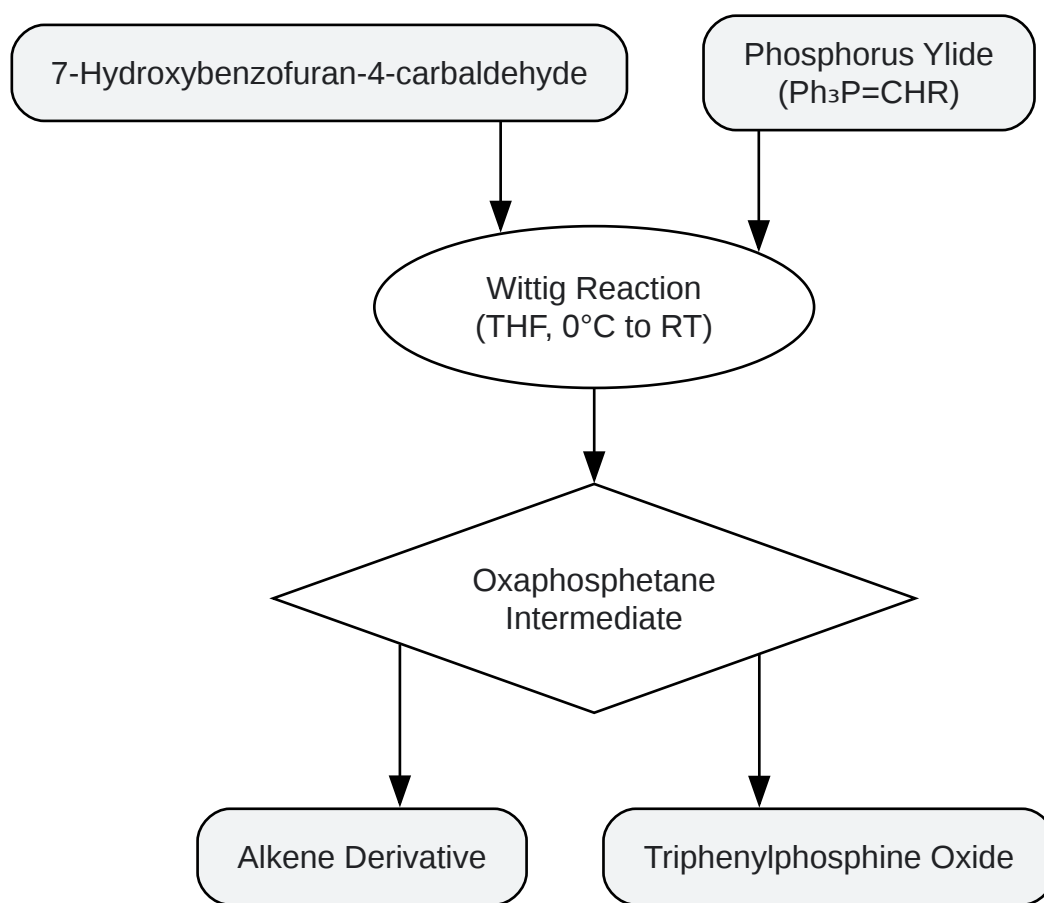 7-Hydroxybenzofuran-4-carbaldehyde
Phosphorus Ylide
(Ph₃P=CHR)
Wittig Reaction
(THF, 0°C to RT)
Oxaphosphetane
Intermediate
Alkene Derivative
Triphenylphosphine Oxide